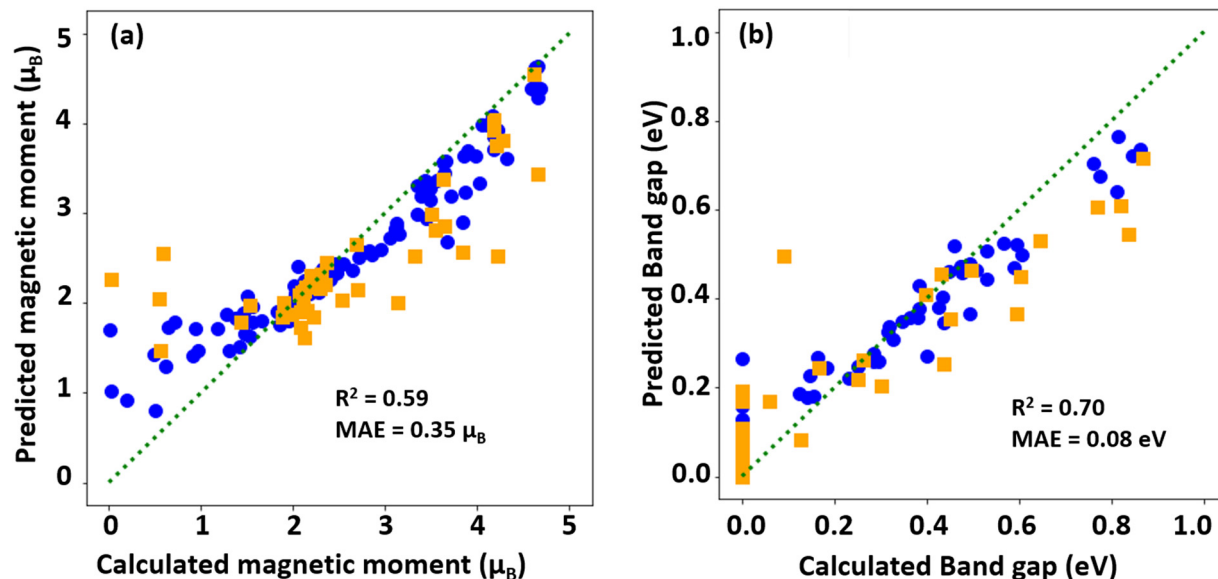 (a)
Predicted magnetic moment (μB)
5
4
3
2
1
0
R² = 0.59
MAE = 0.35 μB
0 1 2 3 4 5
Calculated magnetic moment (μB)
(b)
Predicted Band gap (eV)
1.0
0.8
0.6
0.4
0.2
0.0
R² = 0.70
MAE = 0.08 eV
0.0 0.2 0.4 0.6 0.8 1.0
Calculated Band gap (eV)